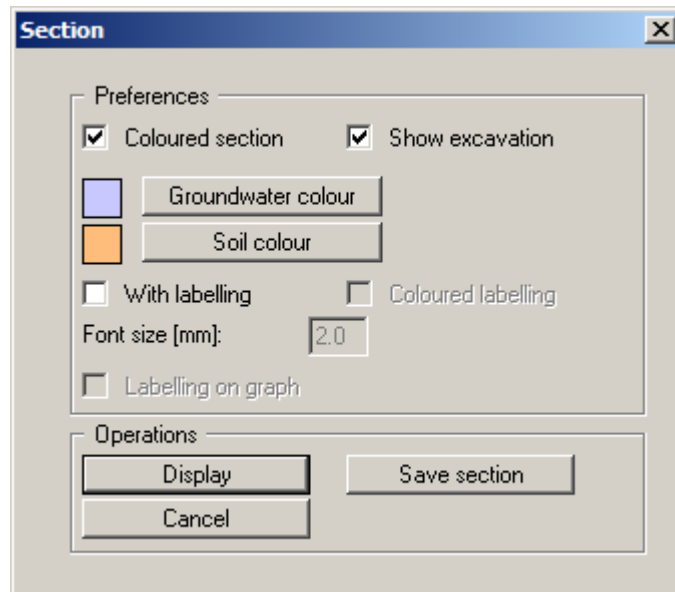 Section
Preferences
Coloured section Show excavation
Groundwater colour
Soil colour
With labelling Coloured labelling
Font size [mm]: 2.0
Labelling on graph
Operations
Display Save section
Cancel